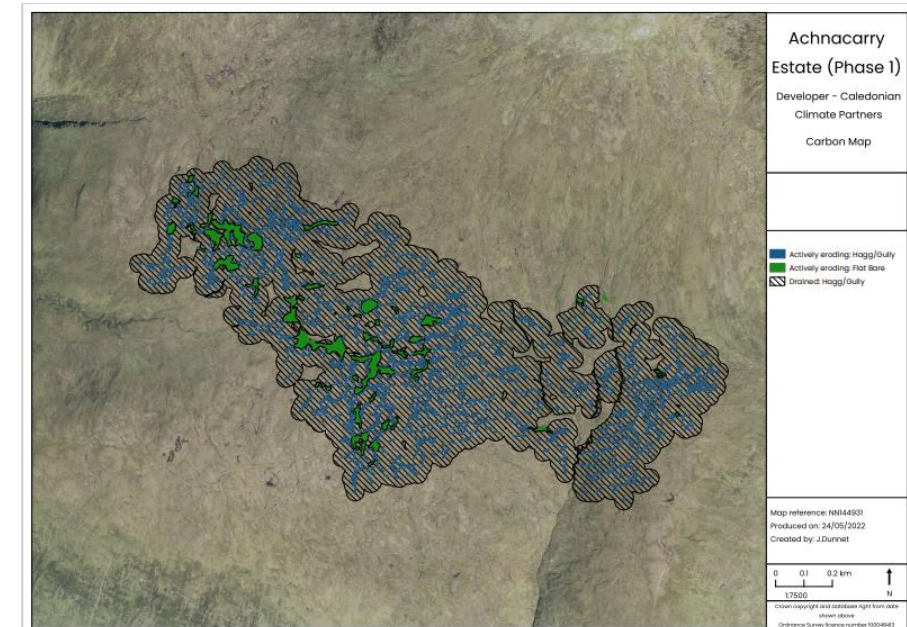 Achnacarry
Estate (Phase 1)
Developer - Caledonian
Climate Partners
Carbon Map
Actively eroding: Hagg/Gully
Actively eroding: Flat Bare
Drained: Hagg/Gully
Map reference: NN144931
Produced on: 24/05/2022
Created by: J.Dunnet
0 0.1 0.2 km
1:7500
N
Crown copyright and database right from date
shown above
Ordnance Survey licence number 100048413